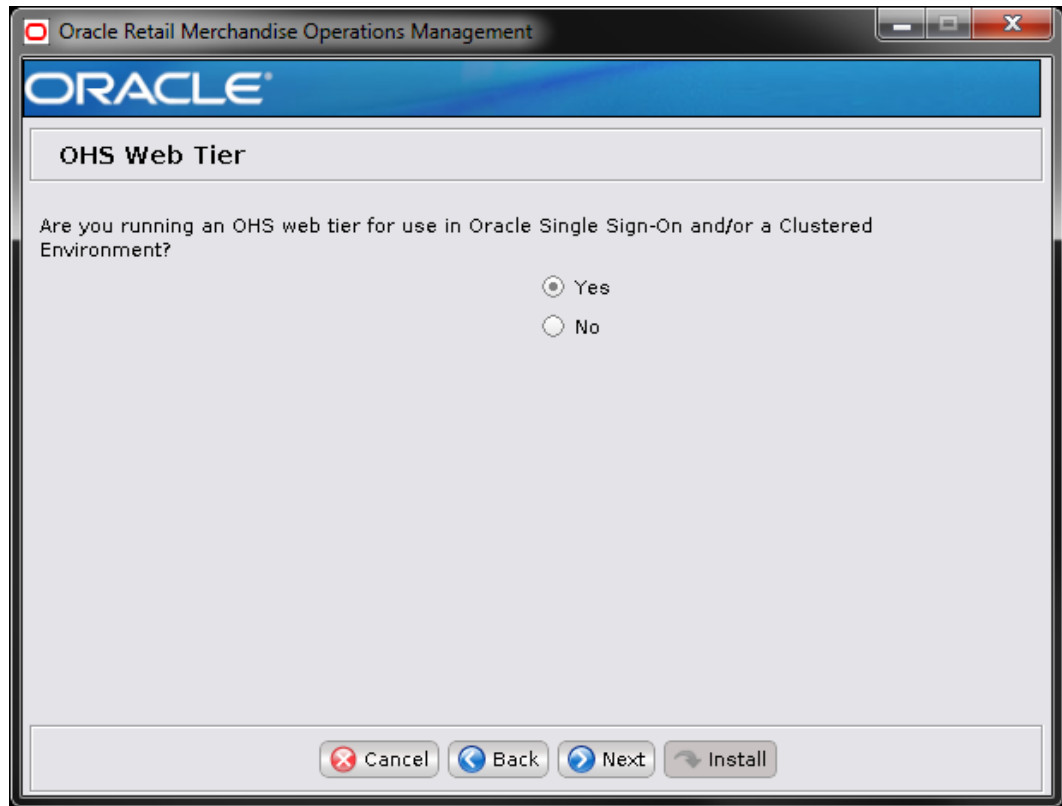 Oracle Retail Merchandise Operations Management
ORACLE®
OHS Web Tier
Are you running an OHS web tier for use in Oracle Single Sign-On and/or a Clustered
Environment?
Yes
No
Cancel Back Next Install